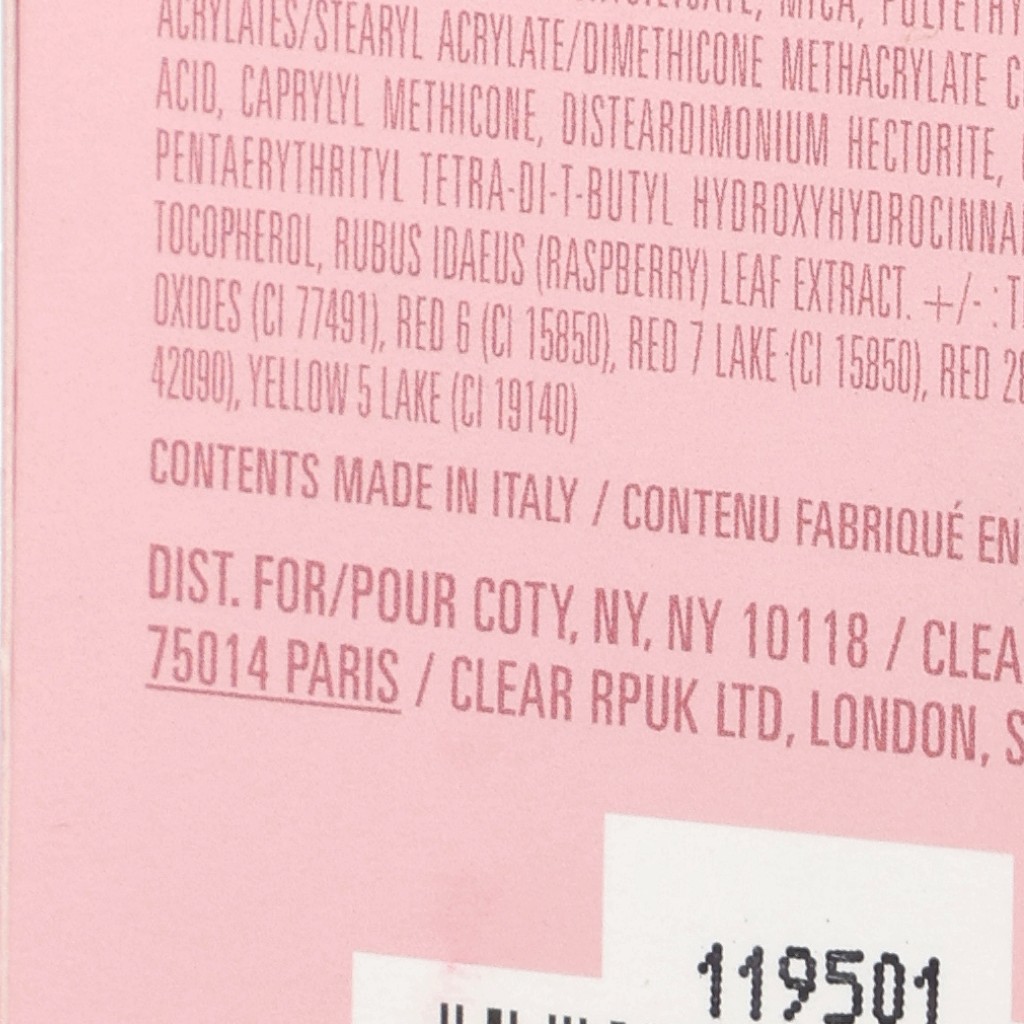 MICA,
ACRYLATES/STEARYL ACRYLATE/DIMETHICONE METHACRYLATE
ACID, CAPRYLYL METHICONE, DISTEARDIMONIUM HECTORITE,
PENTAERYTHRITYL TETRA-DI-T-BUTYL HYDROXYHYDROCINNA
TOCOPHEROL, RUBUS IDAEUS (RASPBERRY) LEAF EXTRACT. +/- :
OXIDES (CI 77491), RED 6 (CI 15850), RED 7 LAKE (CI 15850), RED 28
42090), YELLOW 5 LAKE (CI 19140)
CONTENTS MADE IN ITALY / CONTENU FABRIQUÉ EN
DIST. FOR/POUR COTY, NY, NY 10118 / CLEA
75014 PARIS / CLEAR RPUK LTD, LONDON, S
119501